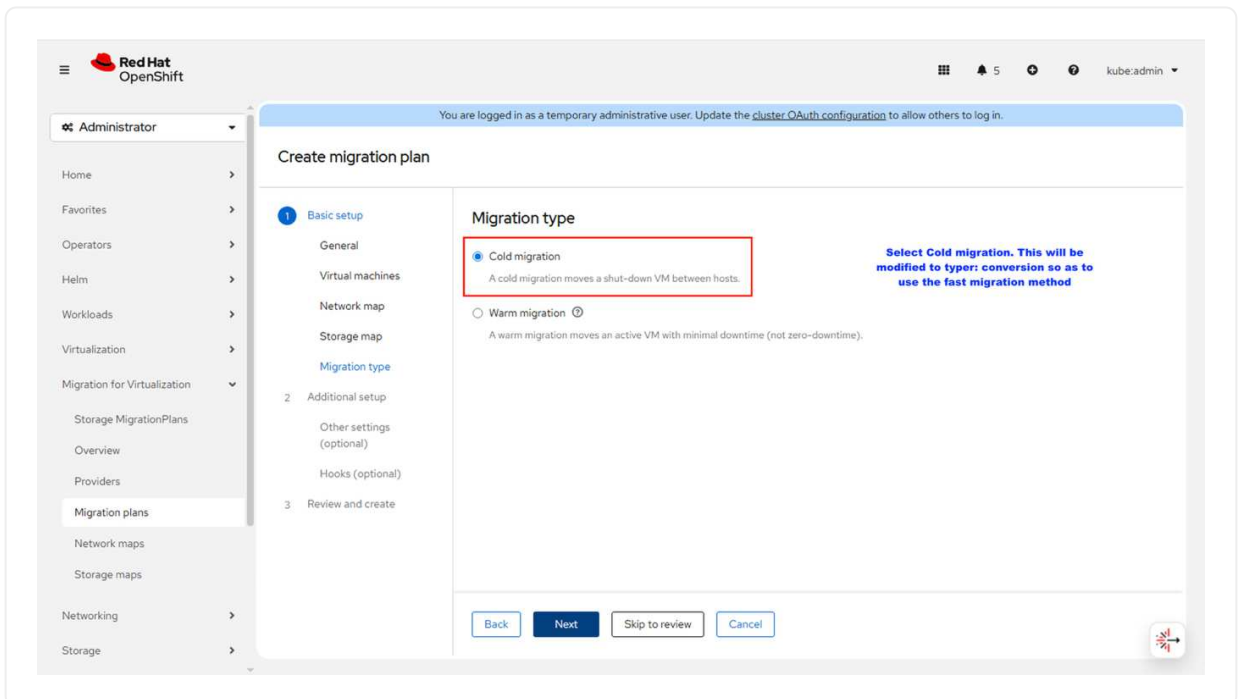 Red Hat
OpenShift
5
kube:admin
Administrator
Home
Favorites
Operators
Helm
Workloads
Virtualization
Migration for Virtualization
Storage MigrationPlans
Overview
Providers
Migration plans
Network maps
Storage maps
Networking
Storage
You are logged in as a temporary administrative user. Update the cluster OAuth configuration to allow others to log in.
Create migration plan
1 Basic setup
General
Virtual machines
Network map
Storage map
Migration type
2 Additional setup
Other settings
(optional)
Hooks (optional)
3 Review and create
Migration type
Cold migration
A cold migration moves a shut-down VM between hosts.
Warm migration
A warm migration moves an active VM with minimal downtime (not zero-downtime).
Select Cold migration. This will be
modified to typer: conversion so as to
use the fast migration method
Back Next Skip to review Cancel